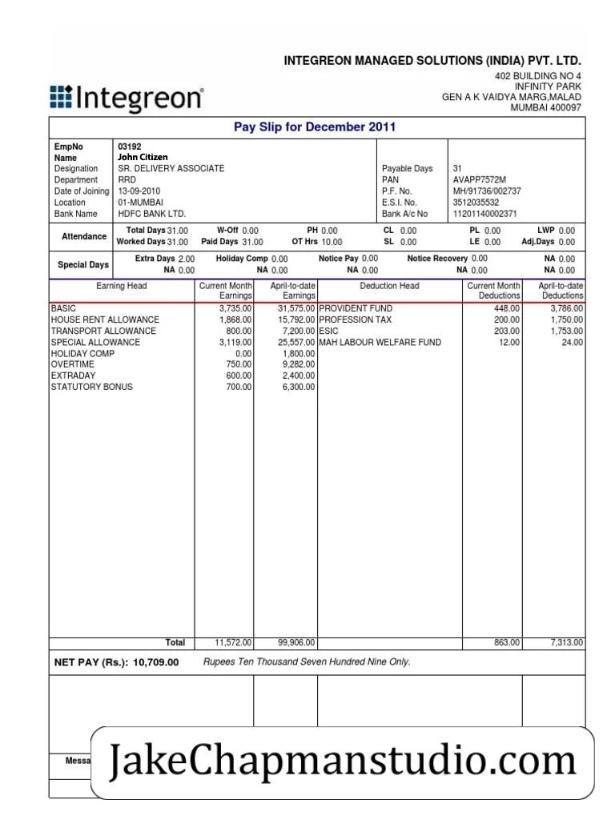 INTEGREON MANAGED SOLUTIONS (INDIA) PVT. LTD.
402 BUILDING NO 4
INFINITY PARK
GEN A K VAIDYA MARG,MALAD
MUMBAI 400097
Integreon
Pay Slip for December 2011
EmpNo 03192
Name John Citizen
Designation SR. DELIVERY ASSOCIATE Payable Days 31
Department RRD PAN AVAPP7572M
Date of Joining 13-09-2010 P.F. No. MH/91736/002737
Location 01-MUMBAI E.S.I. No. 3512035532
Bank Name HDFC BANK LTD. Bank A/c No 11201140002371
Attendance Total Days 31.00 W-Off 0.00 PH 0.00 CL 0.00 PL 0.00 LWP 0.00
Worked Days 31.00 Paid Days 31.00 OT Hrs 10.00 SL 0.00 LE 0.00 Adj.Days 0.00
Special Days Extra Days 2.00 Holiday Comp 0.00 Notice Pay 0.00 Notice Recovery 0.00 NA 0.00
NA 0.00 NA 0.00 NA 0.00 NA 0.00 NA 0.00
Earning Head Current Month Earnings April-to-date Earnings Deduction Head Current Month Deductions April-to-date Deductions
BASIC 3,735.00 31,575.00 PROVIDENT FUND 448.00 3,786.00
HOUSE RENT ALLOWANCE 1,868.00 15,792.00 PROFESSION TAX 200.00 1,750.00
TRANSPORT ALLOWANCE 800.00 7,200.00 ESIC 203.00 1,753.00
SPECIAL ALLOWANCE 3,119.00 25,557.00 MAH LABOUR WELFARE FUND 12.00 24.00
HOLIDAY COMP 0.00 1,800.00
OVERTIME 750.00 9,282.00
EXTRADAY 600.00 2,400.00
STATUTORY BONUS 700.00 6,300.00
Total 11,572.00 99,906.00 863.00 7,313.00
NET PAY (Rs.): 10,709.00 Rupees Ten Thousand Seven Hundred Nine Only.
Messa
JakeChapmanstudio.com